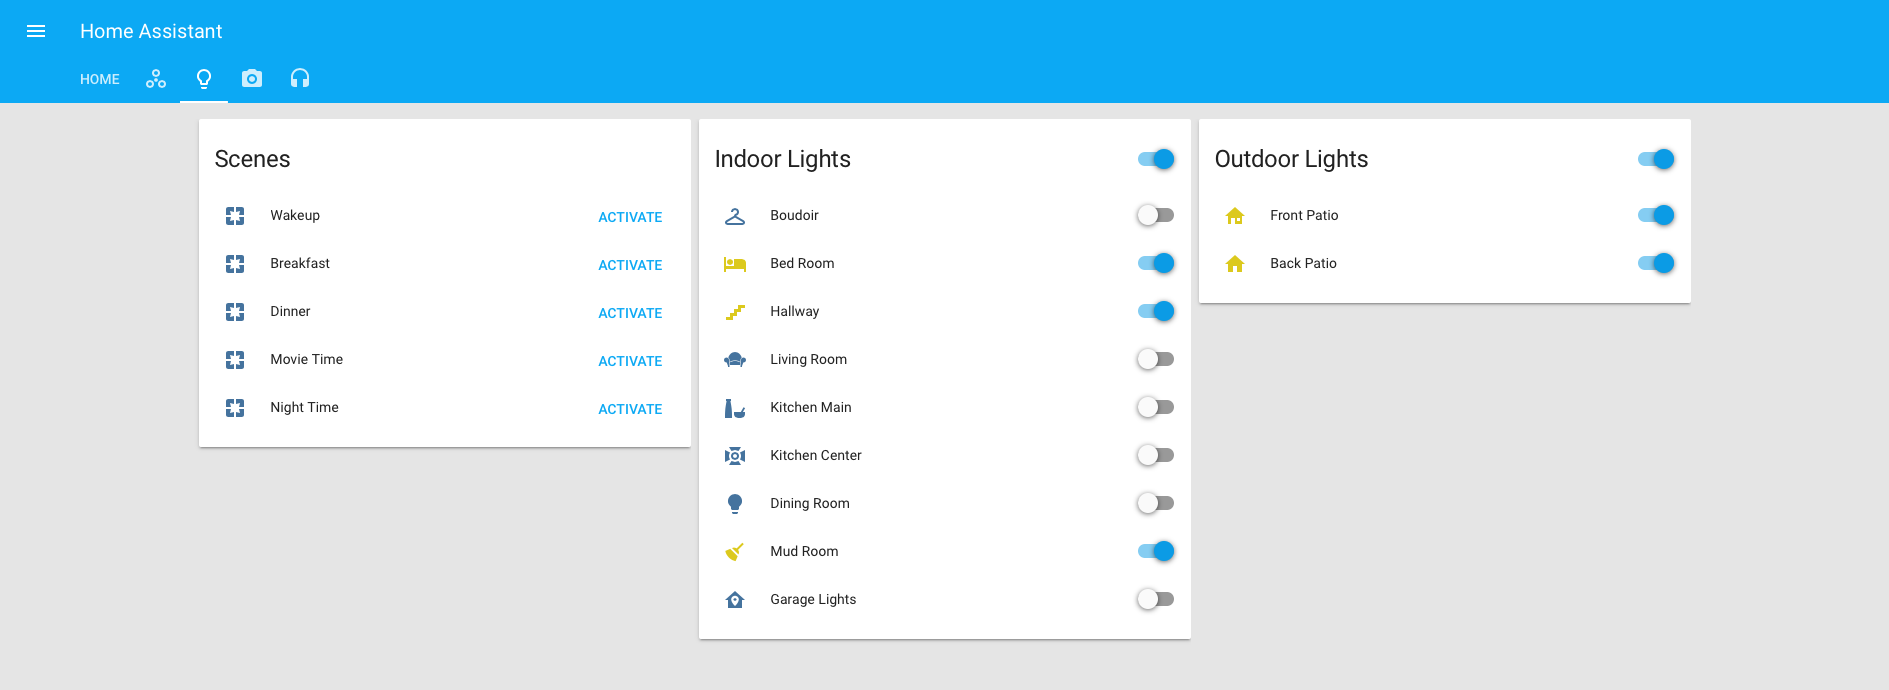 Home Assistant
HOME
Scenes
Wakeup ACTIVATE
Breakfast ACTIVATE
Dinner ACTIVATE
Movie Time ACTIVATE
Night Time ACTIVATE
Indoor Lights
Boudoir
Bed Room
Hallway
Living Room
Kitchen Main
Kitchen Center
Dining Room
Mud Room
Garage Lights
Outdoor Lights
Front Patio
Back Patio